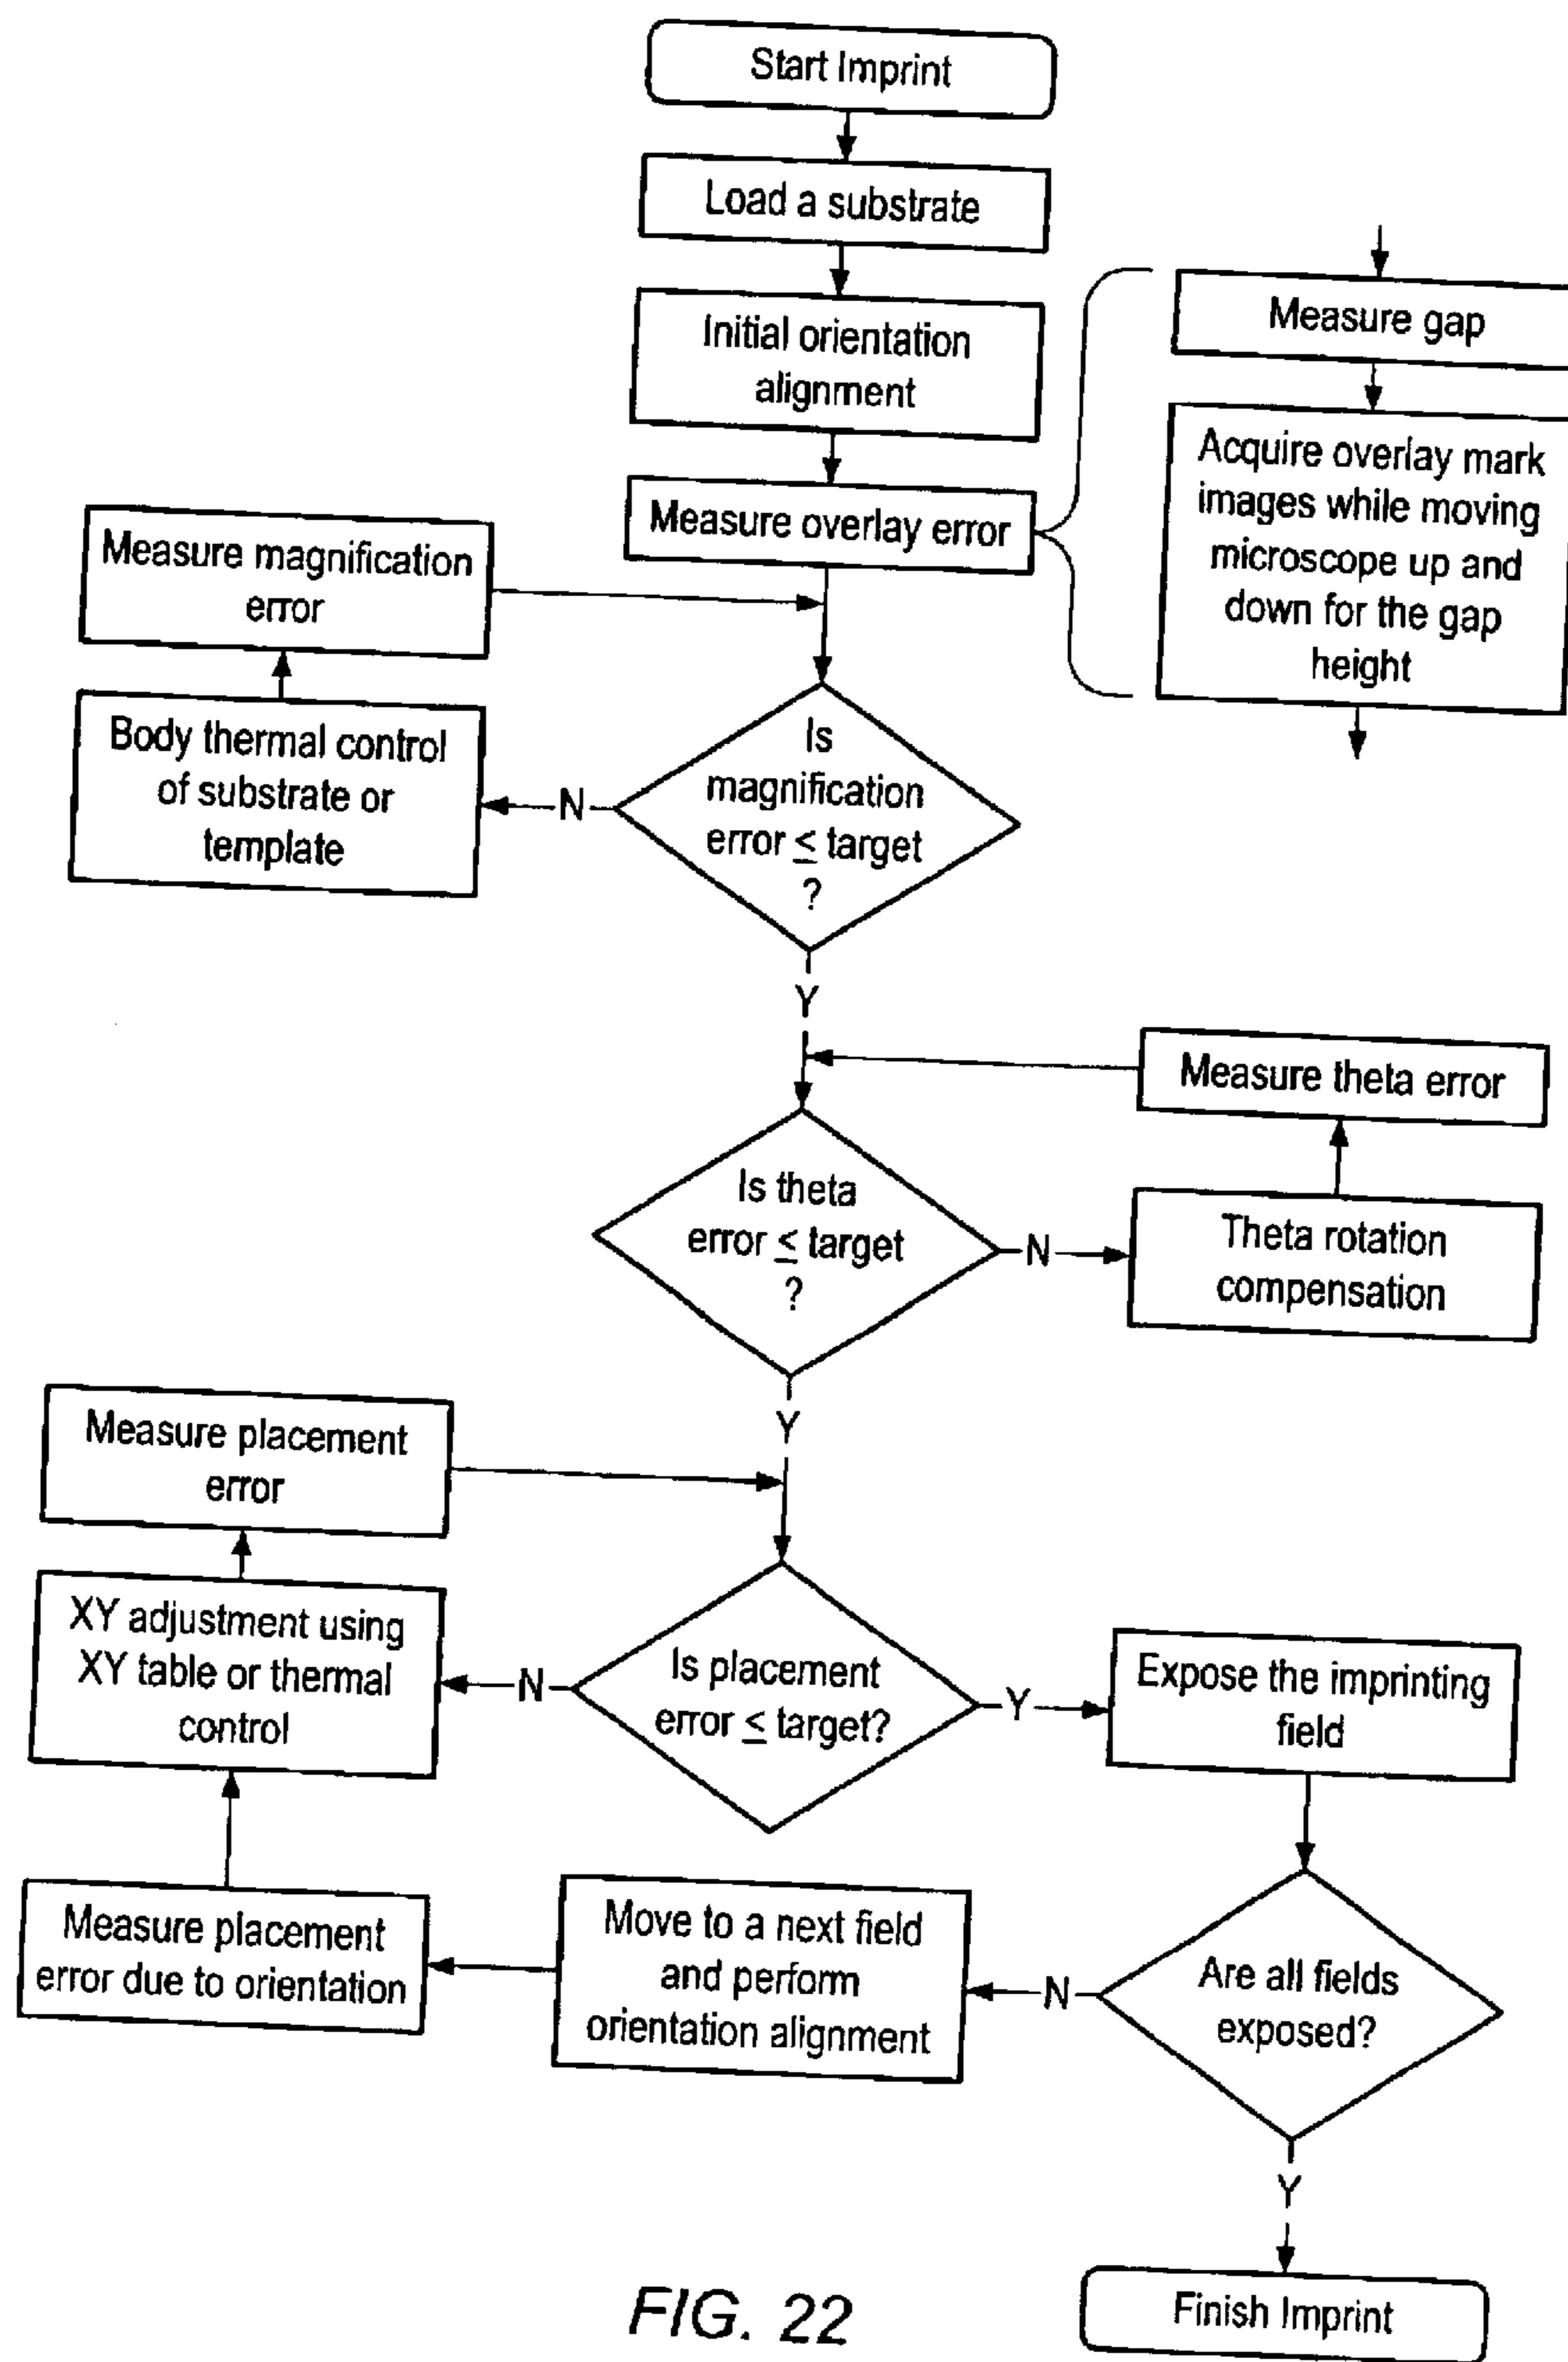 Start Imprint
Load a substrate
Initial orientation
alignment
Measure overlay error
Measure gap
Acquire overlay mark
images while moving
microscope up and
down for the gap
height
Measure magnification
error
Body thermal control
of substrate or
template
N
Is
magnification
error ≤ target
?
Y
Measure theta error
Is theta
error ≤ target
?
N
Theta rotation
compensation
Y
Measure placement
error
XY adjustment using
XY table or thermal
control
N
Is placement
error ≤ target?
Y
Expose the imprinting
field
Measure placement
error due to orientation
Move to a next field
and perform
orientation alignment
N
Are all fields
exposed?
Y
Finish Imprint
FIG. 22